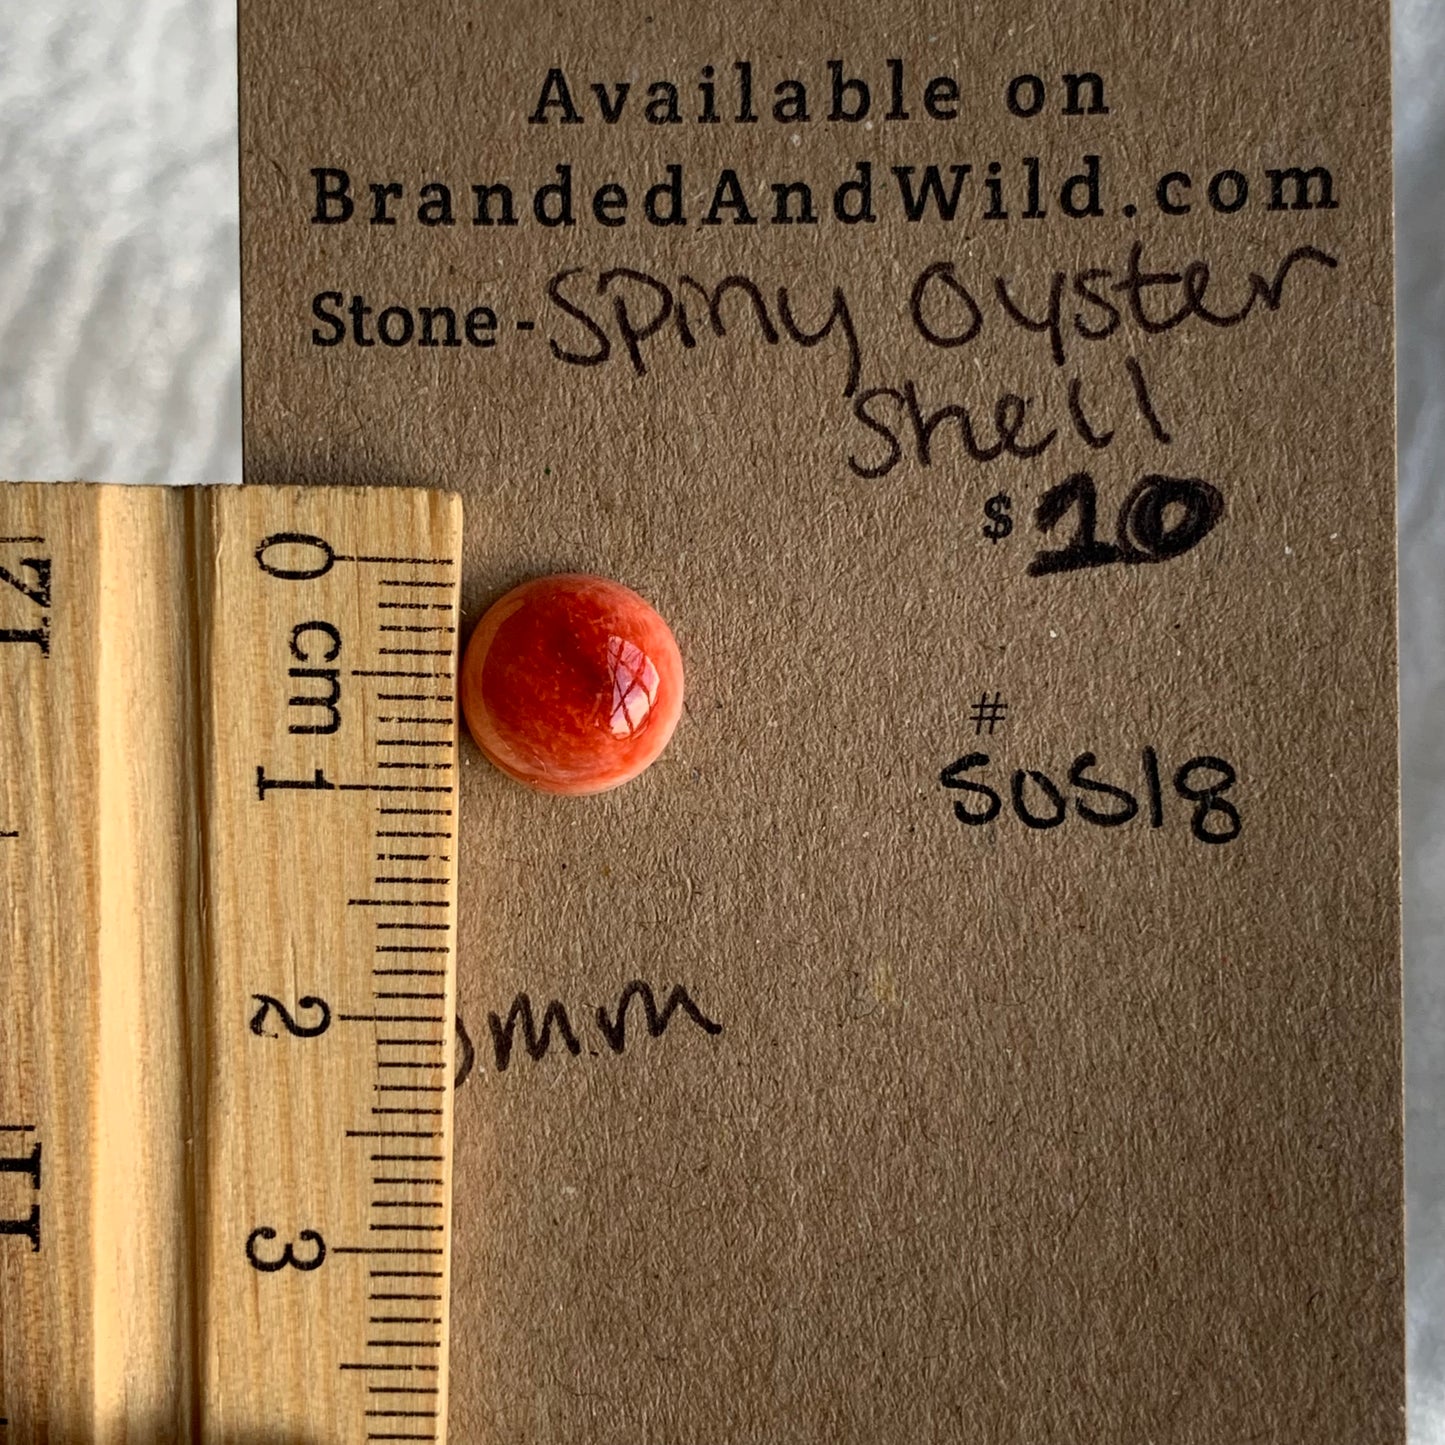 Available on
BrandedAndWild.com
Stone - Spiny Oyster
Shell
$10
#
SOS18
mm
0
cm
1
2
3